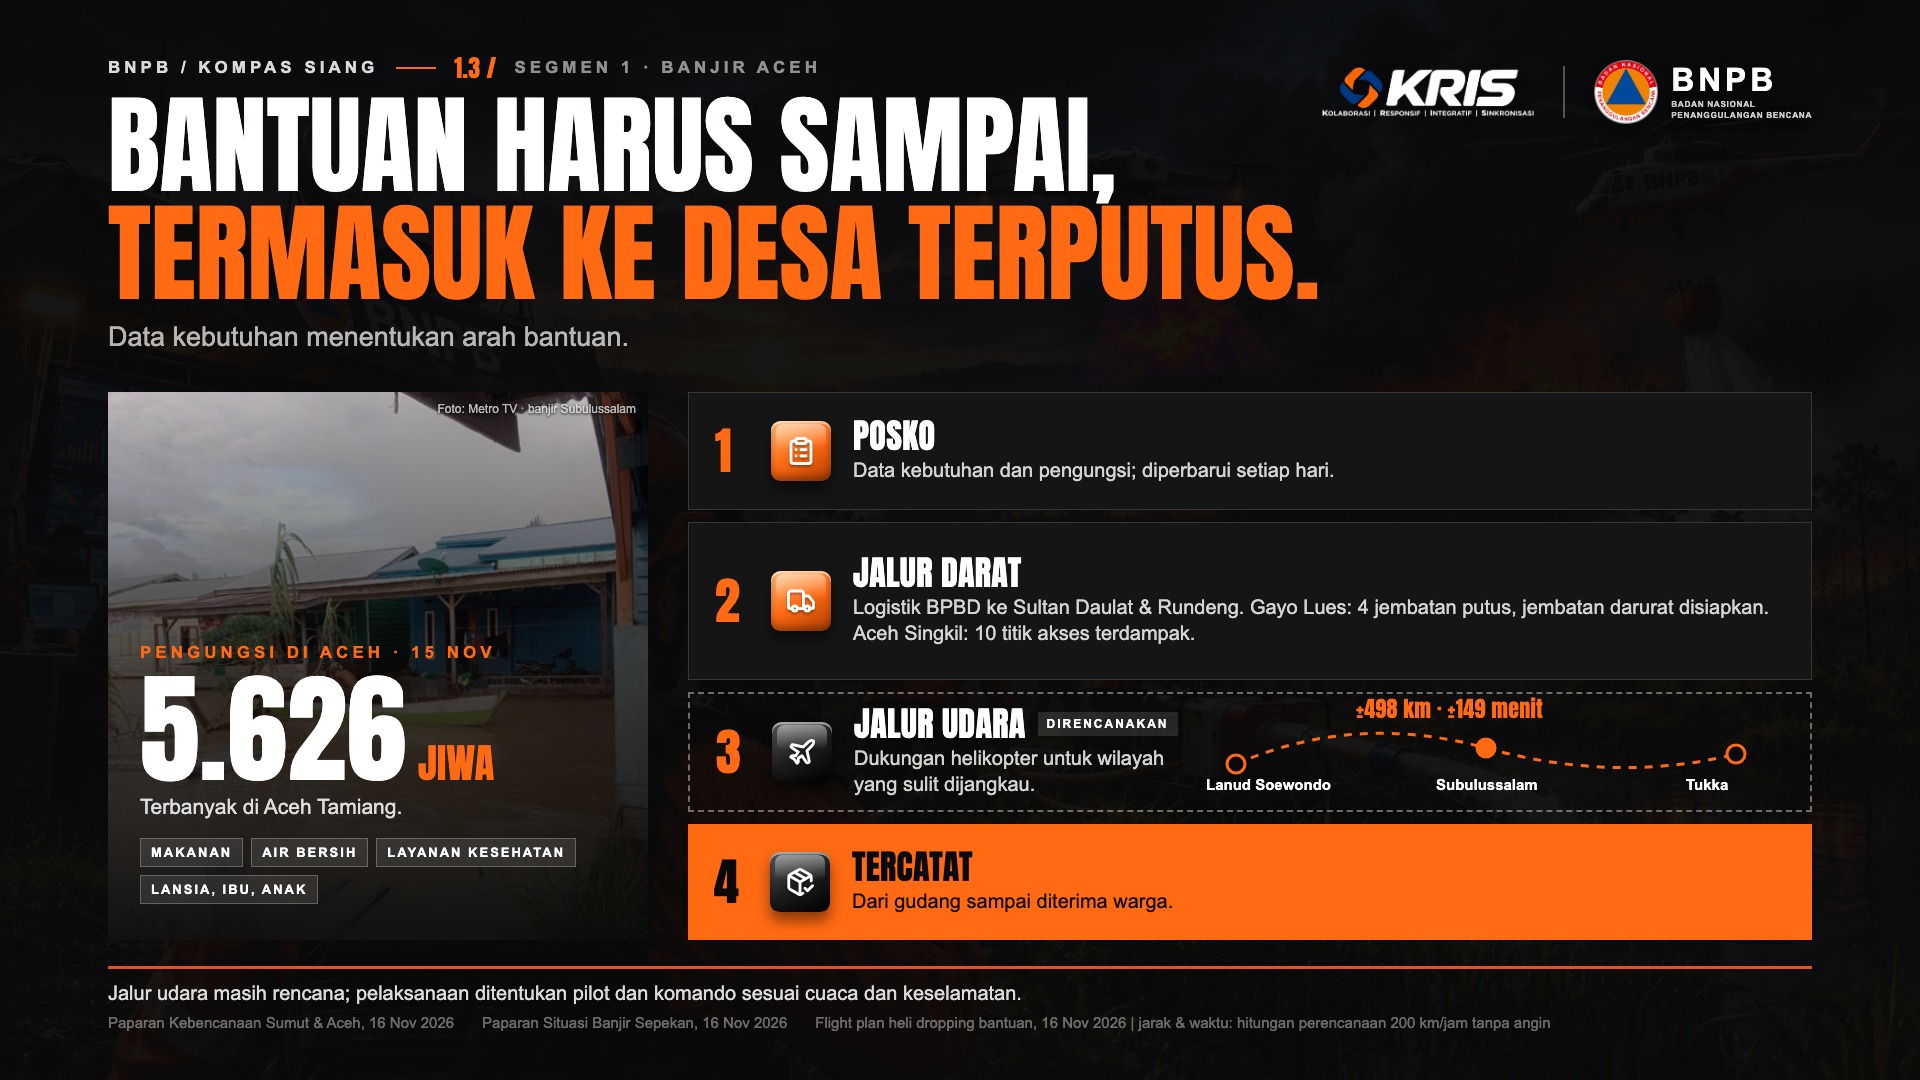 BNPB / KOMPAS SIANG — 1.3 / SEGMEN 1 · BANJIR ACEH
KRIS
KOLABORASI | RESPONSIF | INTEGRATIF | SINKRONISASI
BNPB
BADAN NASIONAL
PENANGGULANGAN BENCANA
BANTUAN HARUS SAMPAI,
TERMASUK KE DESA TERPUTUS.
Data kebutuhan menentukan arah bantuan.
Foto: Metro TV · banjir Subulussalam
PENGUNGSI DI ACEH · 15 NOV
5.626 JIWA
Terbanyak di Aceh Tamiang.
MAKANAN
AIR BERSIH
LAYANAN KESEHATAN
LANSIA, IBU, ANAK
1
POSKO
Data kebutuhan dan pengungsi; diperbarui setiap hari.
2
JALUR DARAT
Logistik BPBD ke Sultan Daulat & Rundeng. Gayo Lues: 4 jembatan putus, jembatan darurat disiapkan.
Aceh Singkil: 10 titik akses terdampak.
3
JALUR UDARA DIRENCANAKAN
Dukungan helikopter untuk wilayah
yang sulit dijangkau.
±498 km · ±149 menit
Lanud Soewondo
Subulussalam
Tukka
4
TERCATAT
Dari gudang sampai diterima warga.
Jalur udara masih rencana; pelaksanaan ditentukan pilot dan komando sesuai cuaca dan keselamatan.
Paparan Kebencanaan Sumut & Aceh, 16 Nov 2026 Paparan Situasi Banjir Sepekan, 16 Nov 2026 Flight plan heli dropping bantuan, 16 Nov 2026 | jarak & waktu: hitungan perencanaan 200 km/jam tanpa angin